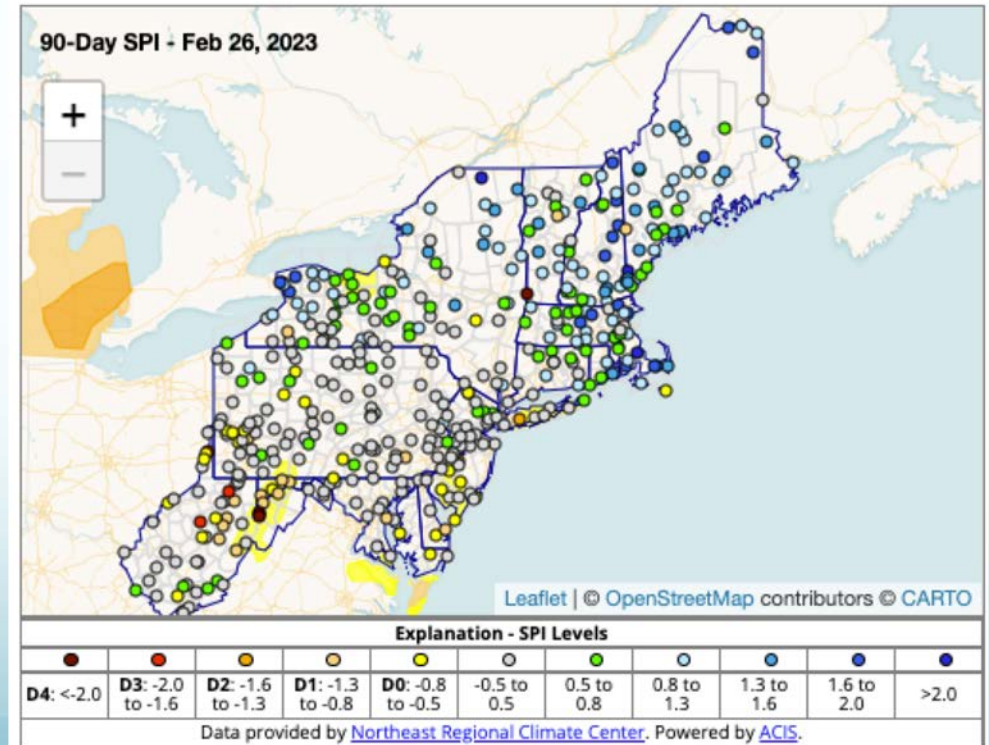 90-Day SPI - Feb 26, 2023
+
−
Leaflet | © OpenStreetMap contributors © CARTO
Explanation - SPI Levels
D4: <-2.0
D3: -2.0
to -1.6
D2: -1.6
to -1.3
D1: -1.3
to -0.8
D0: -0.8
to -0.5
-0.5 to
0.5
0.5 to
0.8
0.8 to
1.3
1.3 to
1.6
1.6 to
2.0
>2.0
Data provided by Northeast Regional Climate Center. Powered by ACIS.